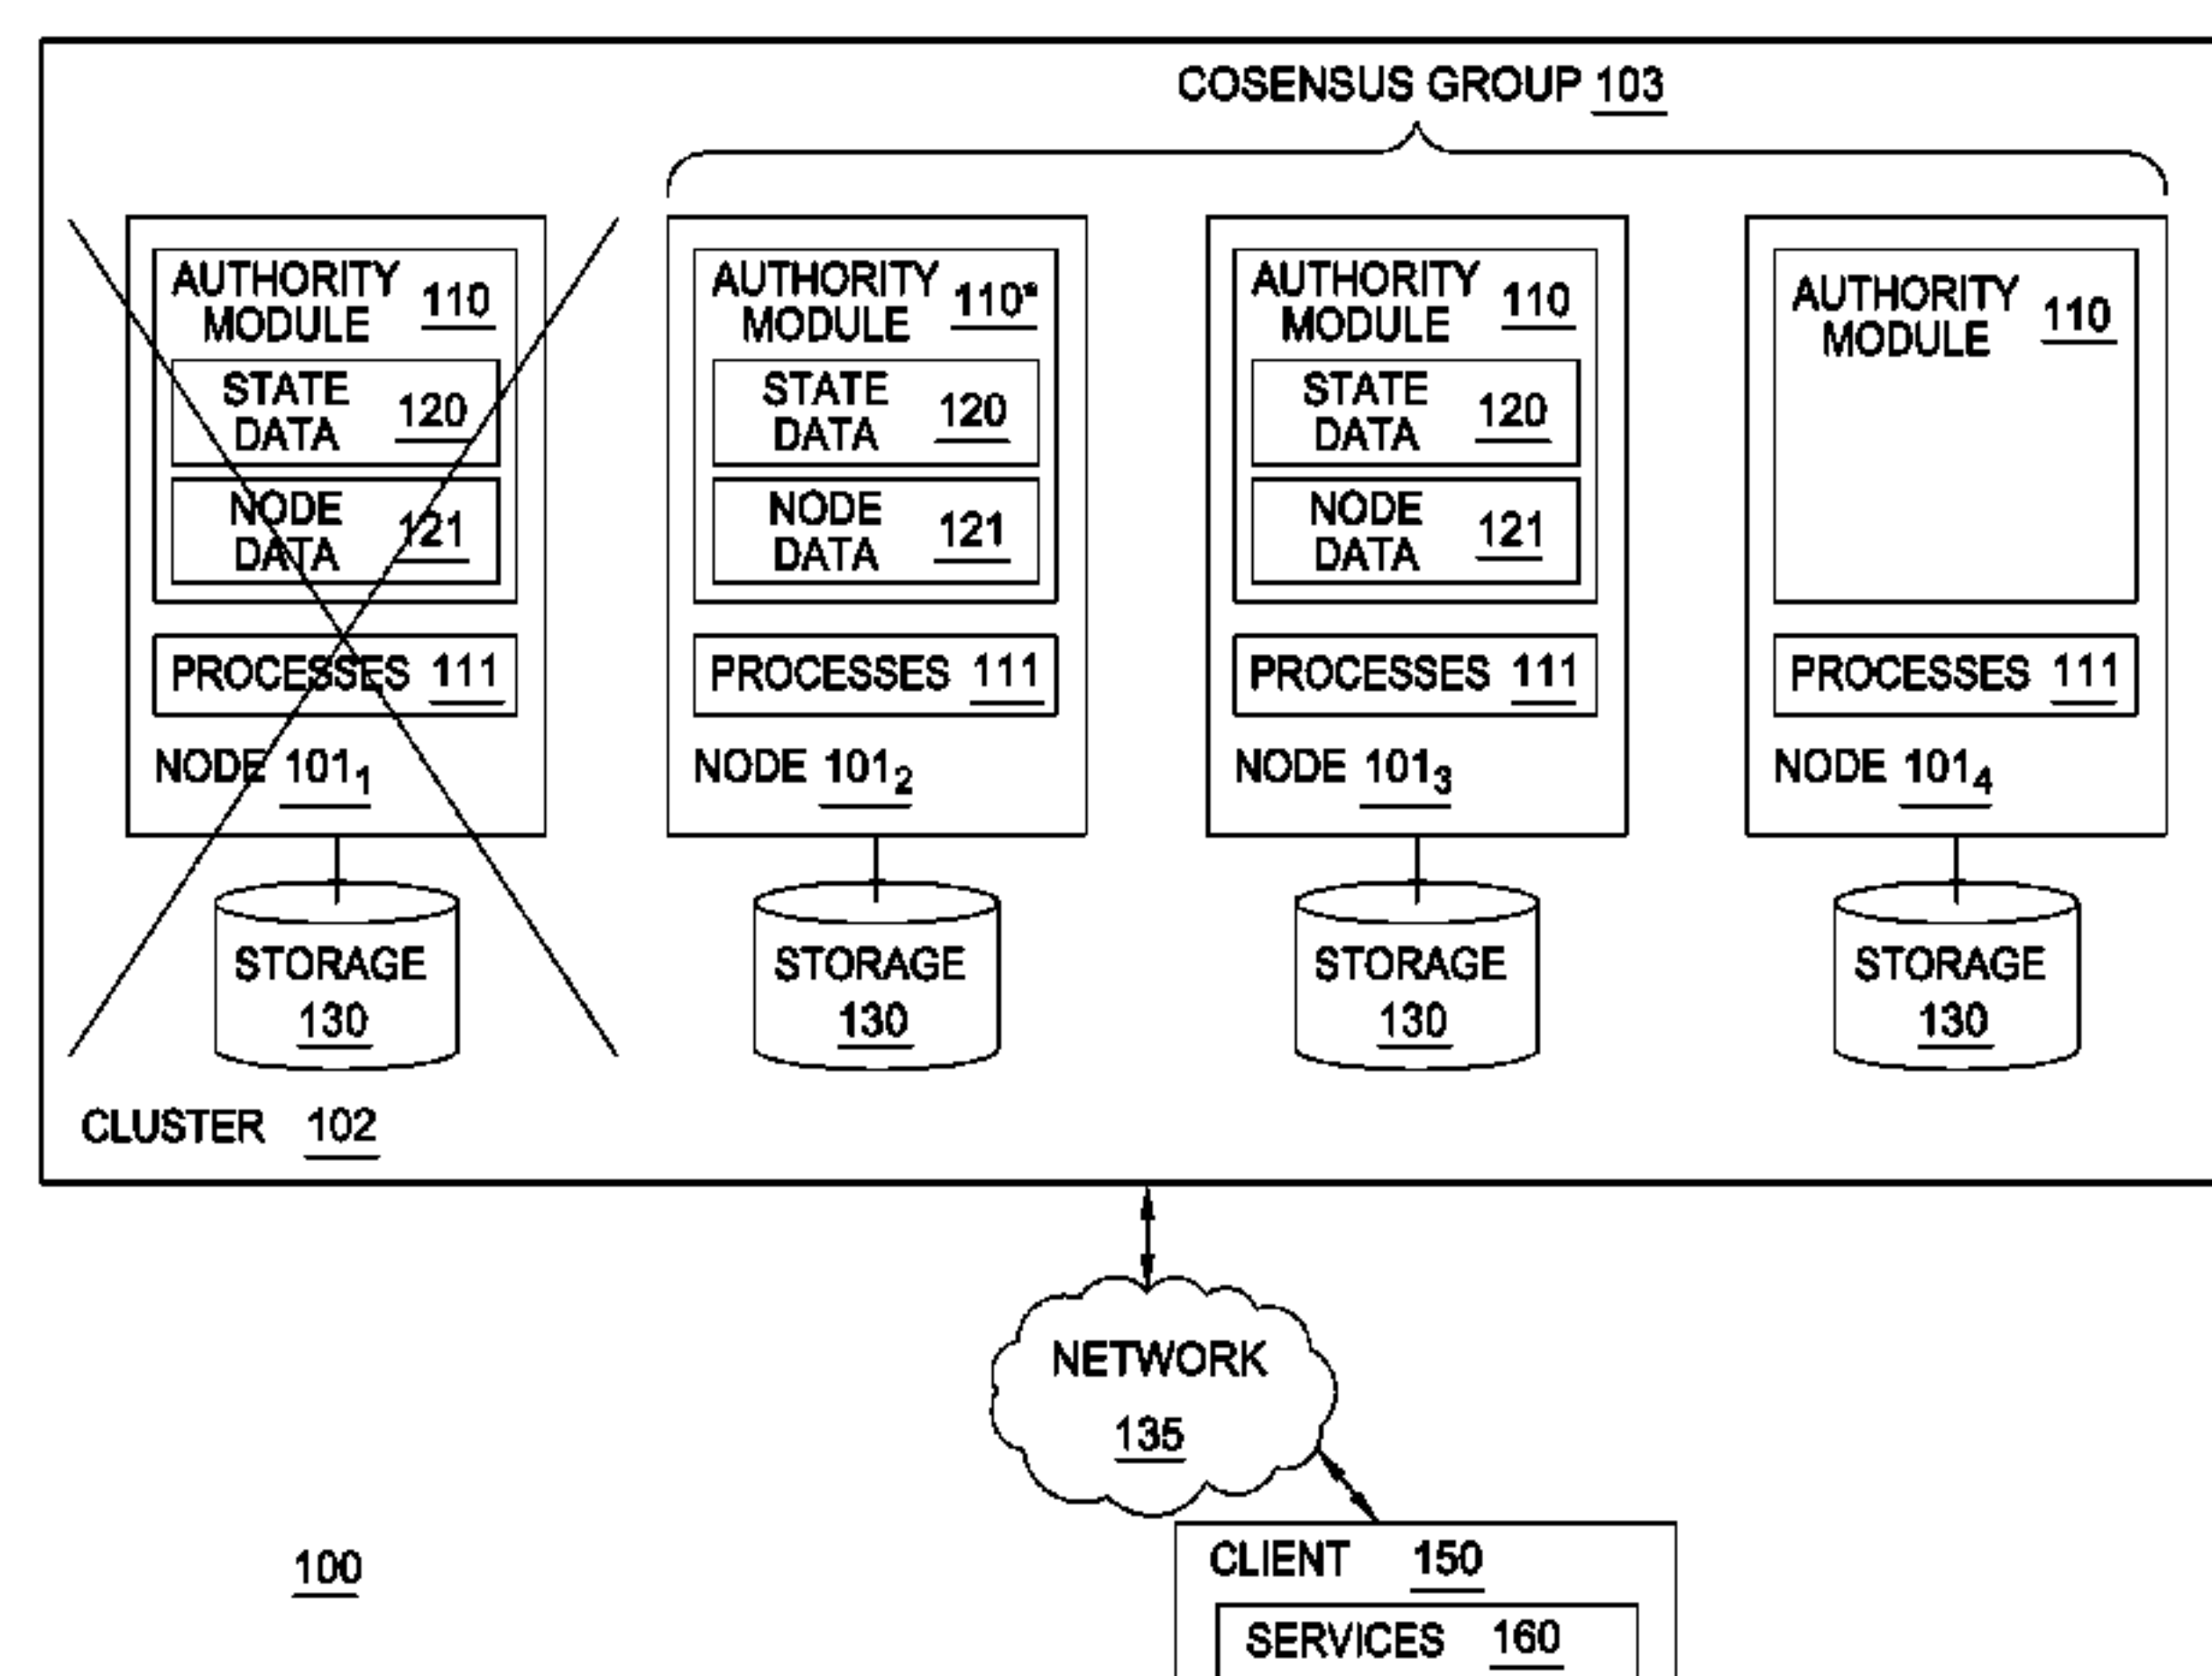 COSENSUS GROUP 103
AUTHORITY
MODULE 110
STATE
DATA 120
NODE
DATA 121
PROCESSES 111
NODE 101₁
STORAGE
130
AUTHORITY
MODULE 110*
STATE
DATA 120
NODE
DATA 121
PROCESSES 111
NODE 101₂
STORAGE
130
AUTHORITY
MODULE 110
STATE
DATA 120
NODE
DATA 121
PROCESSES 111
NODE 101₃
STORAGE
130
AUTHORITY
MODULE 110
PROCESSES 111
NODE 101₄
STORAGE
130
CLUSTER 102
NETWORK
135
100
CLIENT 150
SERVICES 160